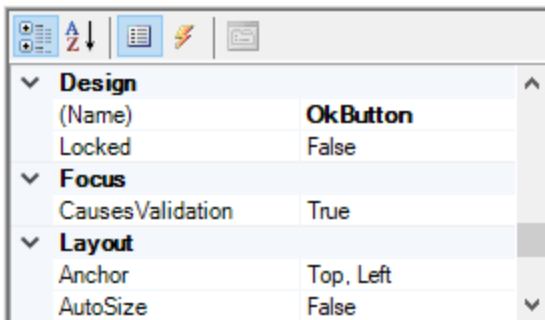 A
Z
Design
(Name) OkButton
Locked False
Focus
CausesValidation True
Layout
Anchor Top, Left
AutoSize False